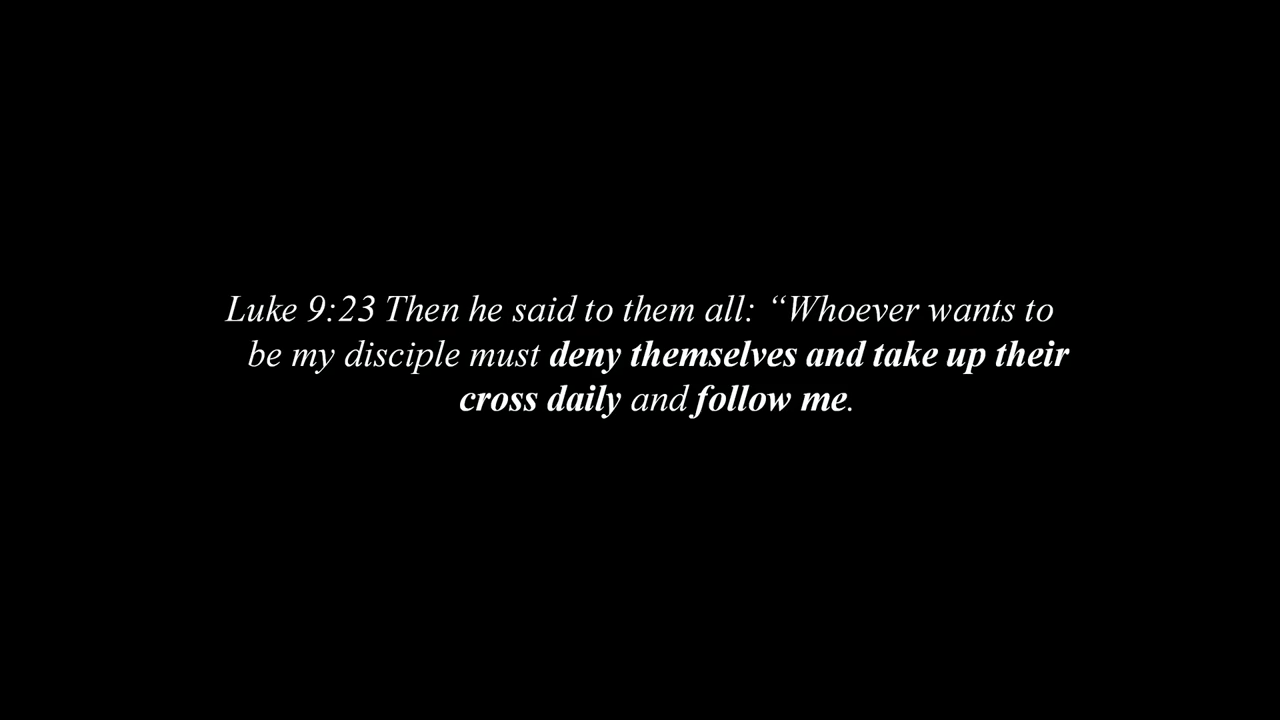 Luke 9:23 Then he said to them all: “Whoever wants to
be my disciple must deny themselves and take up their
cross daily and follow me.